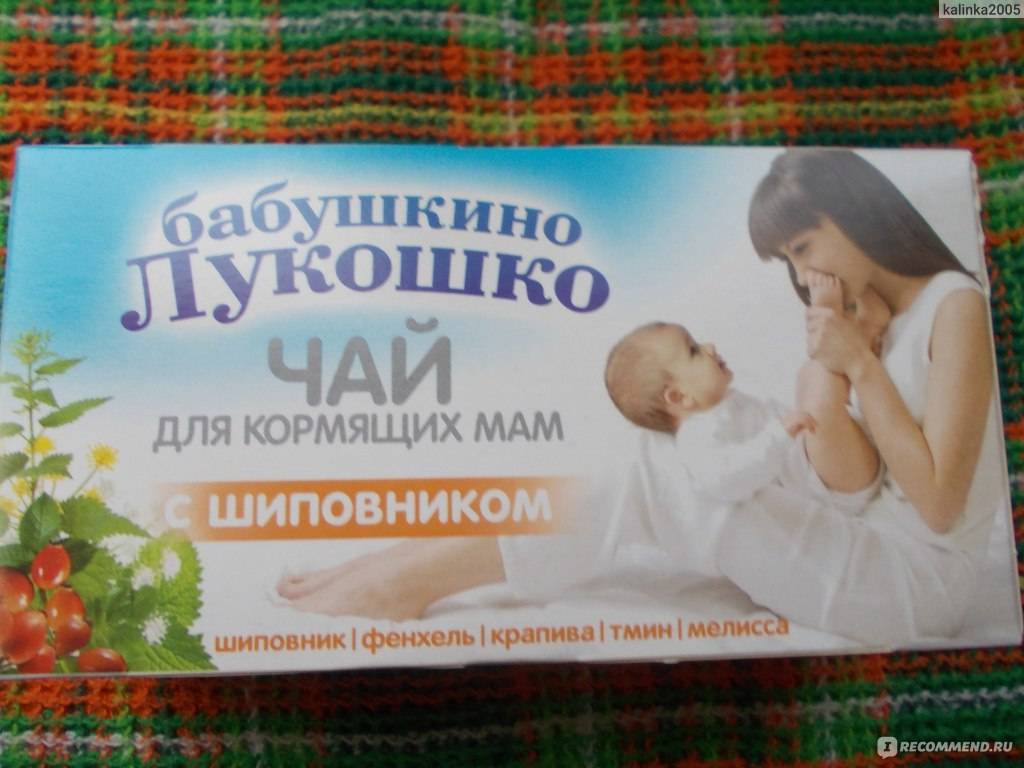 kalinka2005
бабушкино
Лукошко
ЧАЙ
ДЛЯ КОРМЯЩИХ МАМ
С ШИПОВНИКОМ
шиповник|фенхель|крапива|тмин|мелисса
I RECOMMEND.RU